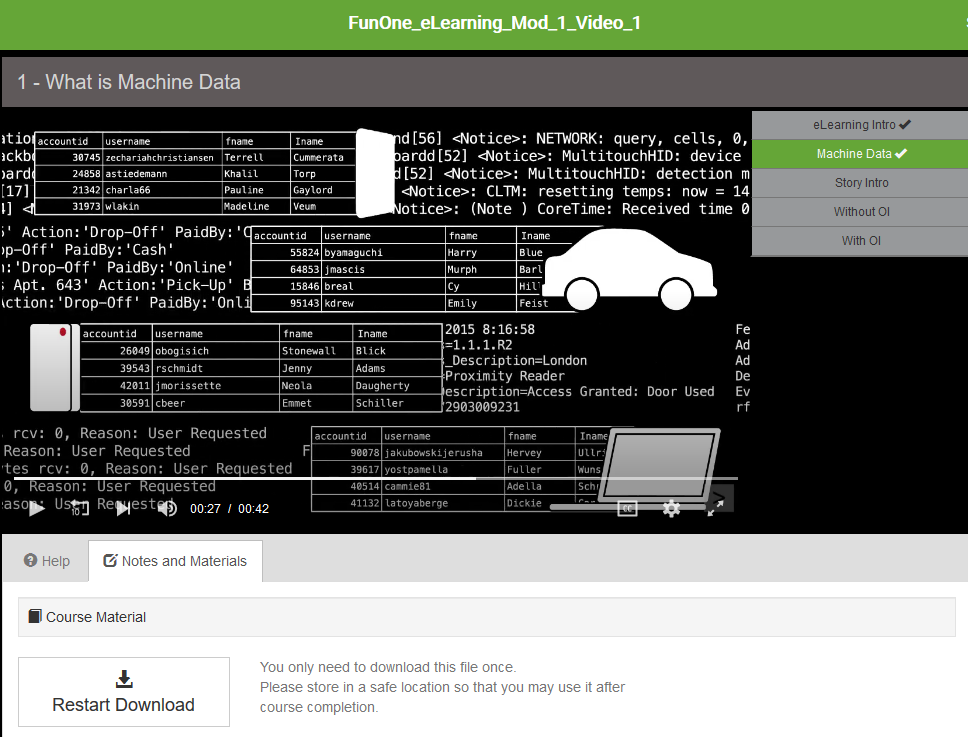 FunOne_eLearning_Mod_1_Video_1
1 - What is Machine Data
eLearning Intro
Machine Data
Story Intro
Without OI
With OI
nd[56] <Notice>: NETWORK: query, cells, 0,
oardd[52] <Notice>: MultitouchHID: device
d[52] <Notice>: MultitouchHID: detection m
<Notice>: CLTM: resetting temps: now = 14
Notice>: (Note ) CoreTime: Received time 0
[17]
accountid username fname Iname
30745 zechariahchristiansen Terrell Cummerata
24858 astiedemann Khalil Torp
21342 charla66 Pauline Gaylord
31973 wlakin Madeline Veum
' Action:'Drop-Off' PaidBy:'C
op-Off' PaidBy:'Cash'
:'Drop-Off' PaidBy:'Online'
s Apt. 643' Action:'Pick-Up' B
Action:'Drop-Off' PaidBy:'Onli
accountid username fname Iname
55824 byamaguchi Harry Blue
64853 jmascis Murph Barl
15846 breal Cy Hill
95143 kdrew Emily Feist
accountid username fname Iname
26049 obogisich Stonewall Blick
39543 rschmidt Jenny Adams
42011 jmorissette Neola Daugherty
30591 cbeer Emmet Schiller
2015 8:16:58 Fe
=1.1.1.R2 Ad
_Description=London Ad
=Proximity Reader De
escription=Access Granted: Door Used Ev
2903009231 rf
rcv: 0, Reason: User Requested
Reason: User Requested F
tes rcv: 0, Reason: User Requested
0, Reason: User Requested
eason: User Requested
accountid username fname Iname
90078 jakubowskijerusha Hervey Ullr
39617 yostpamella Fuller Wuns
40514 cammie81 Adella Sch
41132 latoyaberge Dickie
10
00:27 / 00:42
CC
Help
Notes and Materials
Course Material
Restart Download
You only need to download this file once.
Please store in a safe location so that you may use it after
course completion.